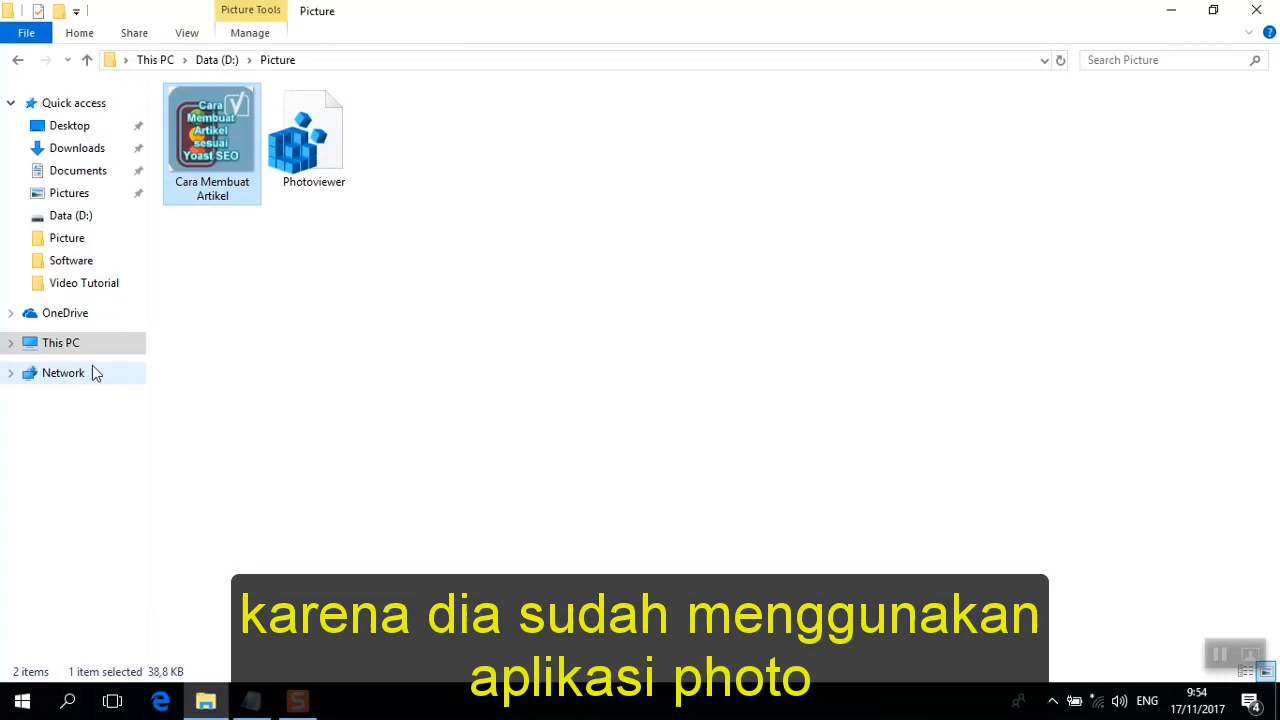 Picture Tools
Picture
File
Home
Share
View
Manage
This PC
Data (D:)
Picture
Search Picture
Quick access
Desktop
Downloads
Documents
Pictures
Data (D:)
Picture
Software
Video Tutorial
OneDrive
This PC
Network
Cara
Membuat
Artikel
sesuai
Yoast SEO
Cara Membuat
Artikel
Photoviewer
karena dia sudah menggunakan
aplikasi photo
2 items
1 item selected 38,8 KB
ENG
9:54
17/11/2017
4